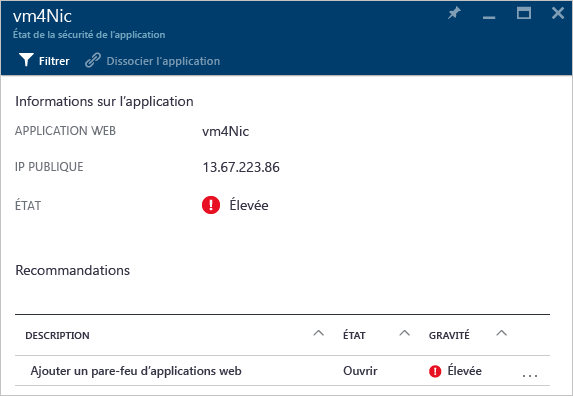 vm4Nic
État de la sécurité de l'application
Filtrer Dissocier l'application
Informations sur l'application
APPLICATION WEB vm4Nic
IP PUBLIQUE 13.67.223.86
ÉTAT Élevée
Recommandations
DESCRIPTION ÉTAT GRAVITÉ
Ajouter un pare-feu d'applications web Ouvrir Élevée ...